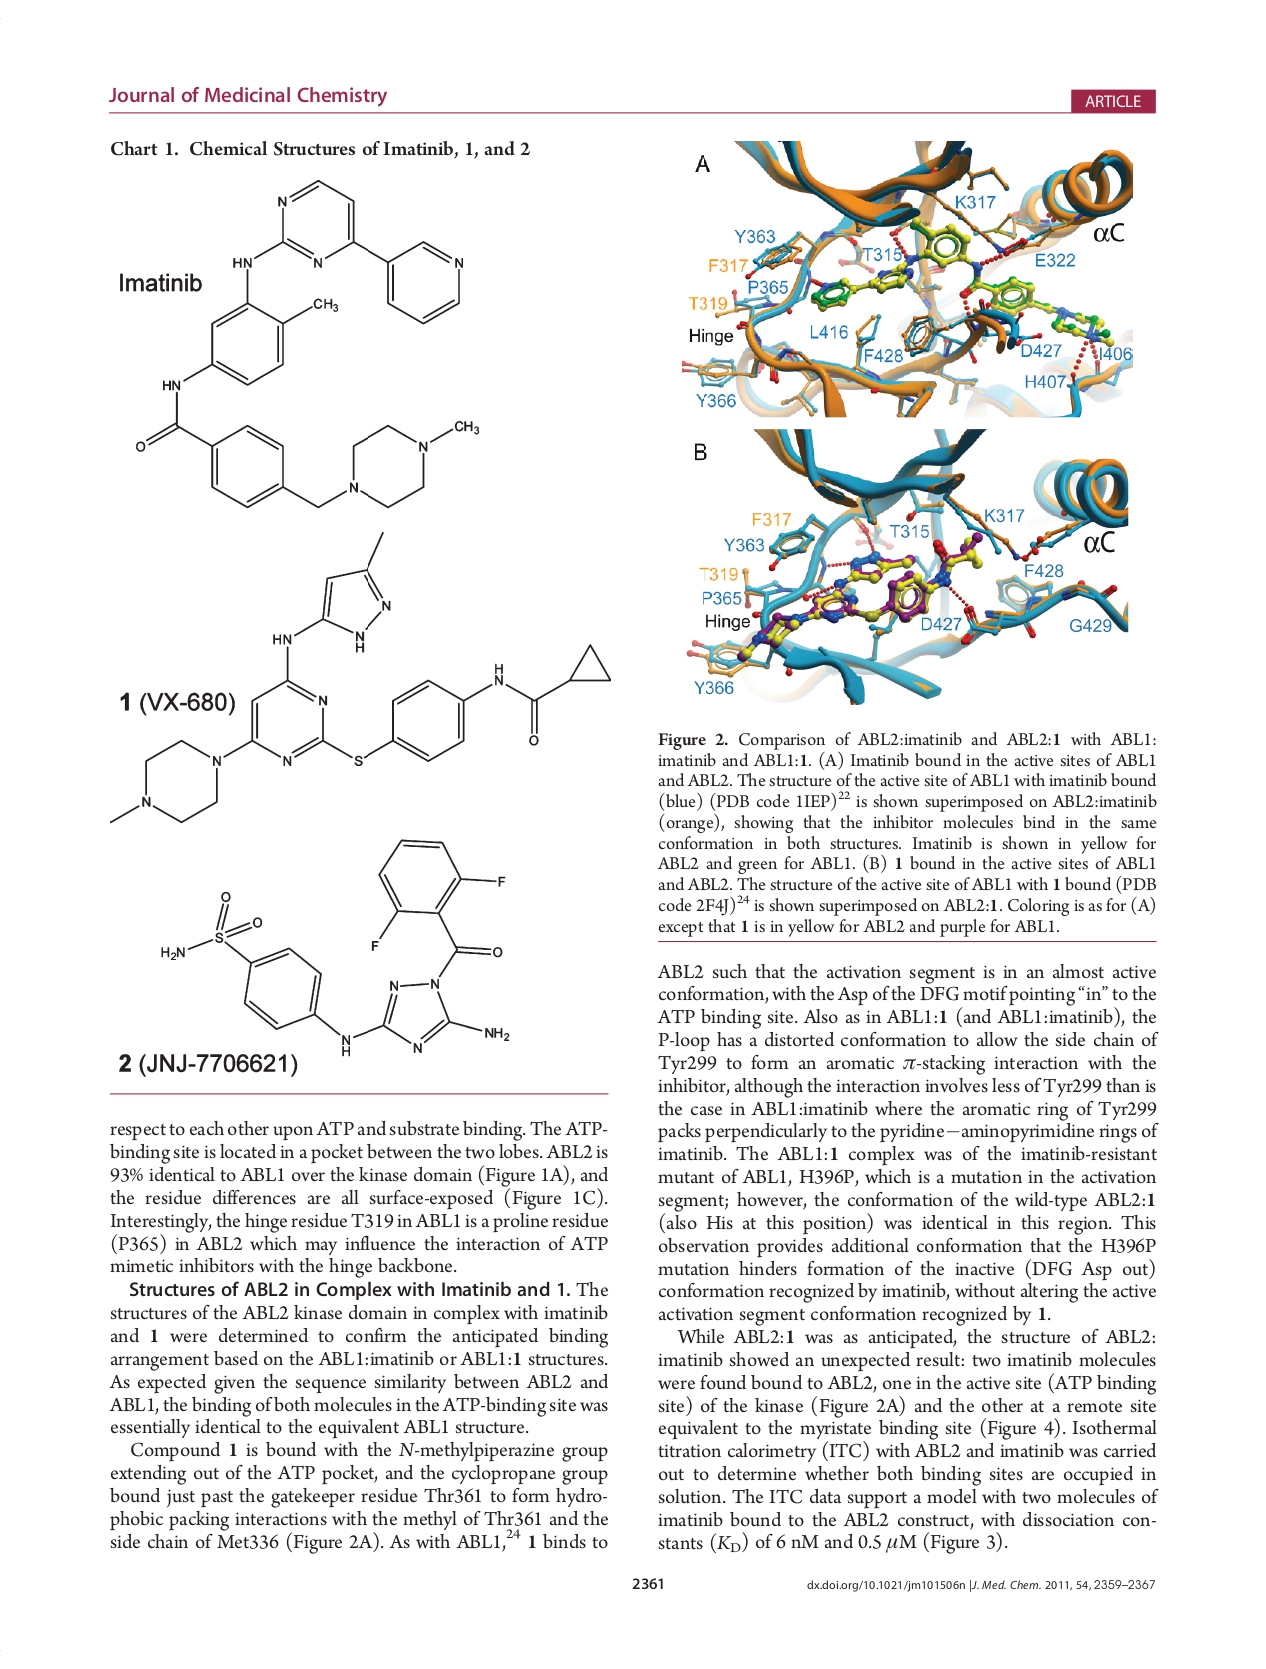 Journal of Medicinal Chemistry
ARTICLE
Chart 1. Chemical Structures of Imatinib, 1, and 2
N
HN
N
N
Imatinib
CH₃
HN
O
CH₃
N
N
HN
N
N
H
1 (VX-680)
N
N
N
S
H
N
O
N
F
F
O
O
O
S
H₂N
N
N
N
N
H
NH₂
2 (JNJ-7706621)
respect to each other upon ATP and substrate binding. The ATP-
binding site is located in a pocket between the two lobes. ABL2 is
93% identical to ABL1 over the kinase domain (Figure 1A), and
the residue differences are all surface-exposed (Figure 1C).
Interestingly, the hinge residue T319 in ABL1 is a proline residue
(P365) in ABL2 which may influence the interaction of ATP
mimetic inhibitors with the hinge backbone.
Structures of ABL2 in Complex with Imatinib and 1. The
structures of the ABL2 kinase domain in complex with imatinib
and 1 were determined to confirm the anticipated binding
arrangement based on the ABL1:imatinib or ABL1:1 structures.
As expected given the sequence similarity between ABL2 and
ABL1, the binding of both molecules in the ATP-binding site was
essentially identical to the equivalent ABL1 structure.
Compound 1 is bound with the N-methylpiperazine group
extending out of the ATP pocket, and the cyclopropane group
bound just past the gatekeeper residue Thr361 to form hydro-
phobic packing interactions with the methyl of Thr361 and the
side chain of Met336 (Figure 2A). As with ABL1,²⁴ 1 binds to
A
K317
αC
Y363
T315
E322
F317
P365
T319
L416
Hinge
F428
D427
I406
H407
Y366
B
F317
K317
T315
Y363
αC
T319
F428
P365
Hinge
D427
G429
Y366
Figure 2. Comparison of ABL2:imatinib and ABL2:1 with ABL1:
imatinib and ABL1:1. (A) Imatinib bound in the active sites of ABL1
and ABL2. The structure of the active site of ABL1 with imatinib bound
(blue) (PDB code 1IEP)²² is shown superimposed on ABL2:imatinib
(orange), showing that the inhibitor molecules bind in the same
conformation in both structures. Imatinib is shown in yellow for
ABL2 and green for ABL1. (B) 1 bound in the active sites of ABL1
and ABL2. The structure of the active site of ABL1 with 1 bound (PDB
code 2F4J)²⁴ is shown superimposed on ABL2:1. Coloring is as for (A)
except that 1 is in yellow for ABL2 and purple for ABL1.
ABL2 such that the activation segment is in an almost active
conformation, with the Asp of the DFG motif pointing “in” to the
ATP binding site. Also as in ABL1:1 (and ABL1:imatinib), the
P-loop has a distorted conformation to allow the side chain of
Tyr299 to form an aromatic π-stacking interaction with the
inhibitor, although the interaction involves less of Tyr299 than is
the case in ABL1:imatinib where the aromatic ring of Tyr299
packs perpendicularly to the pyridine−aminopyrimidine rings of
imatinib. The ABL1:1 complex was of the imatinib-resistant
mutant of ABL1, H396P, which is a mutation in the activation
segment; however, the conformation of the wild-type ABL2:1
(also His at this position) was identical in this region. This
observation provides additional conformation that the H396P
mutation hinders formation of the inactive (DFG Asp out)
conformation recognized by imatinib, without altering the active
activation segment conformation recognized by 1.
While ABL2:1 was as anticipated, the structure of ABL2:
imatinib showed an unexpected result: two imatinib molecules
were found bound to ABL2, one in the active site (ATP binding
site) of the kinase (Figure 2A) and the other at a remote site
equivalent to the myristate binding site (Figure 4). Isothermal
titration calorimetry (ITC) with ABL2 and imatinib was carried
out to determine whether both binding sites are occupied in
solution. The ITC data support a model with two molecules of
imatinib bound to the ABL2 construct, with dissociation con-
stants (K_D) of 6 nM and 0.5 μM (Figure 3).
2361
dx.doi.org/10.1021/jm101506n |J. Med. Chem. 2011, 54, 2359–2367